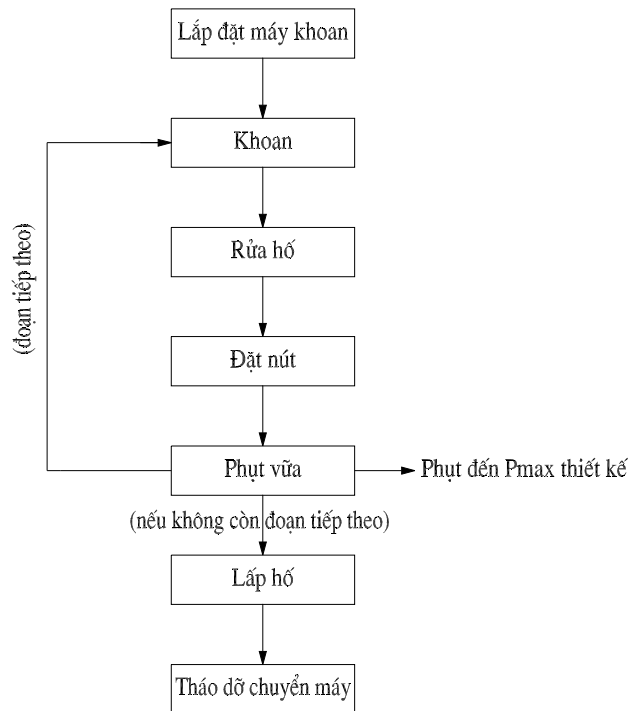 Lắp đặt máy khoan
Khoan
Rửa hố
Đặt nút
Phụt vữa
Phụt đến Pmax thiết kế
(nếu không còn đoạn tiếp theo)
Lấp hố
Tháo dỡ chuyển máy
(đoạn tiếp theo)